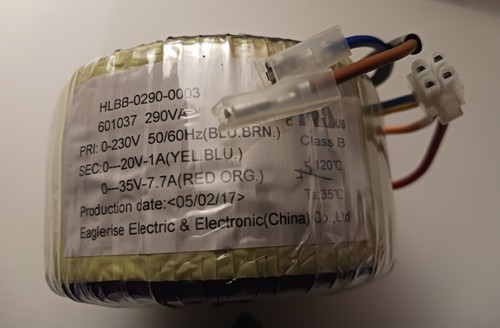 HLBB-0290-0003
601037 290VA
PRI: 0-230V 50/60Hz(BLU.BRN.)
Class B
SEC:0---20V-1A(YEL.BLU.)
120℃
0---35V-7.7A(RED ORG.)
Ta:35℃
Production date:<05/02/17>
Eaglerise Electric & Electronic(China) Co.,Ltd